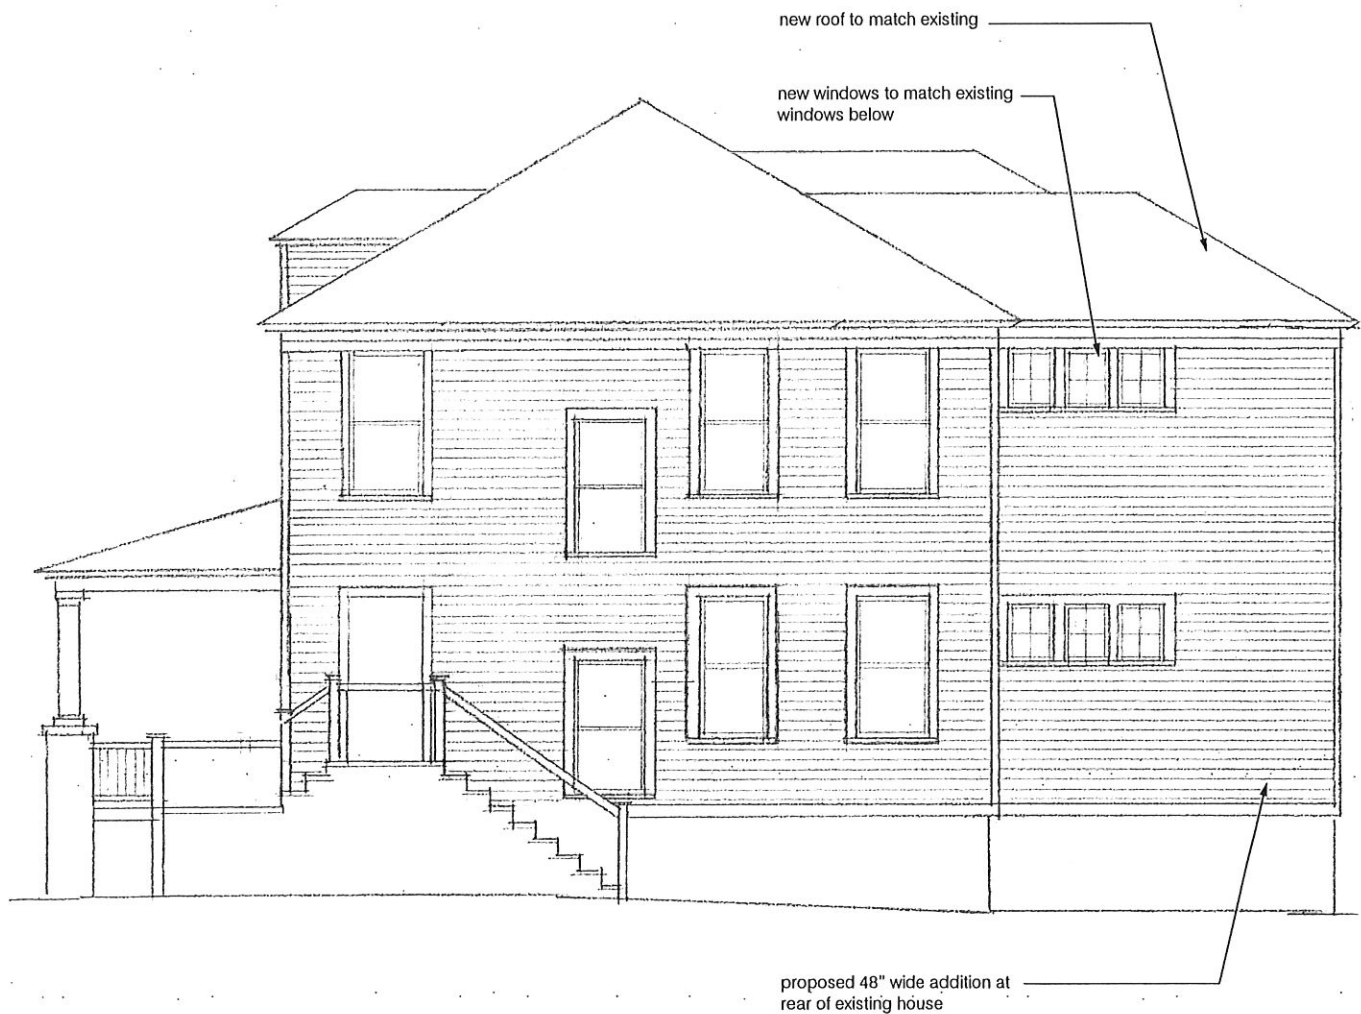 new roof to match existing
new windows to match existing
windows below
proposed 48" wide addition at
rear of existing house